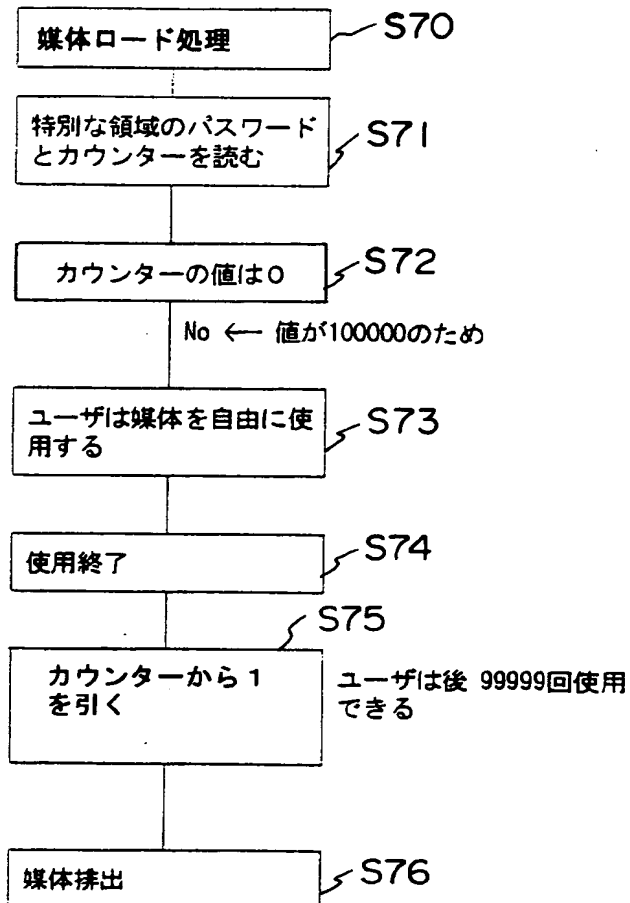 媒体ロード処理
S70
特別な領域のパスワード
とカウンターを読む
S71
カウンターの値は0
S72
No ← 値が100000のため
ユーザは媒体を自由に使
用する
S73
使用終了
S74
S75
カウンターから1
を引く
ユーザは後 99999回使用
できる
媒体排出
S76